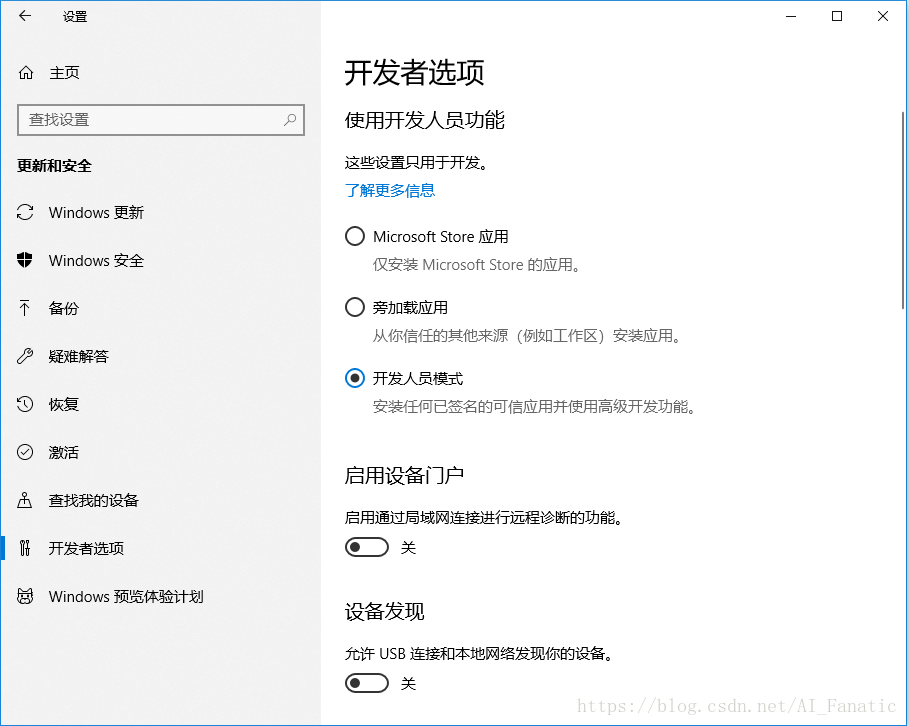 设置
主页
查找设置
更新和安全
Windows 更新
Windows 安全
备份
疑难解答
恢复
激活
查找我的设备
开发者选项
Windows 预览体验计划
开发者选项
使用开发人员功能
这些设置只用于开发。
了解更多信息
Microsoft Store 应用
仅安装 Microsoft Store 的应用。
旁加载应用
从你信任的其他来源（例如工作区）安装应用。
开发人员模式
安装任何已签名的可信应用并使用高级开发功能。
启用设备门户
启用通过局域网连接进行远程诊断的功能。
关
设备发现
允许 USB 连接和本地网络发现你的设备。
关
https://blog.csdn.net/AI_Fanatic